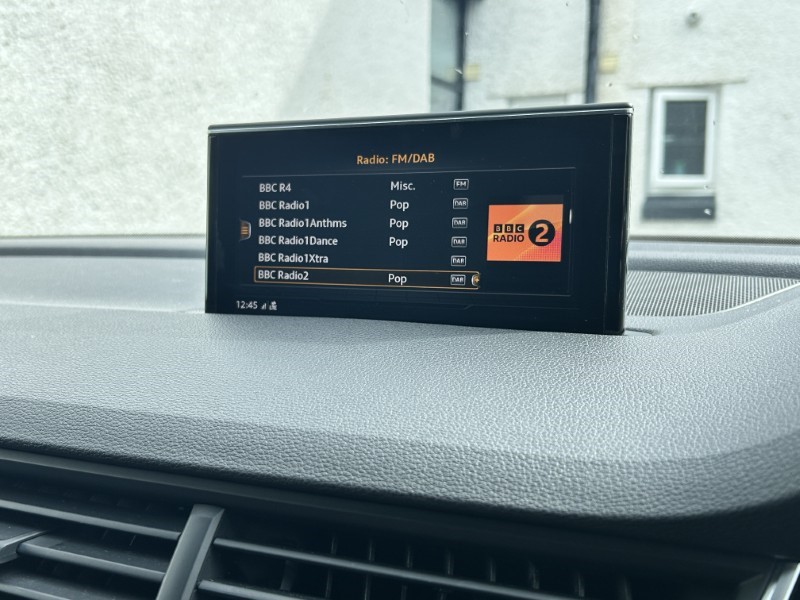 Radio: FM/DAB
BBC R4 Misc. FM
BBC Radio1 Pop DAB
BBC Radio1Anthms Pop DAB
BBC Radio1Dance Pop DAB
BBC Radio1Xtra DAB
BBC Radio2 Pop DAB
BBC RADIO 2
12:45